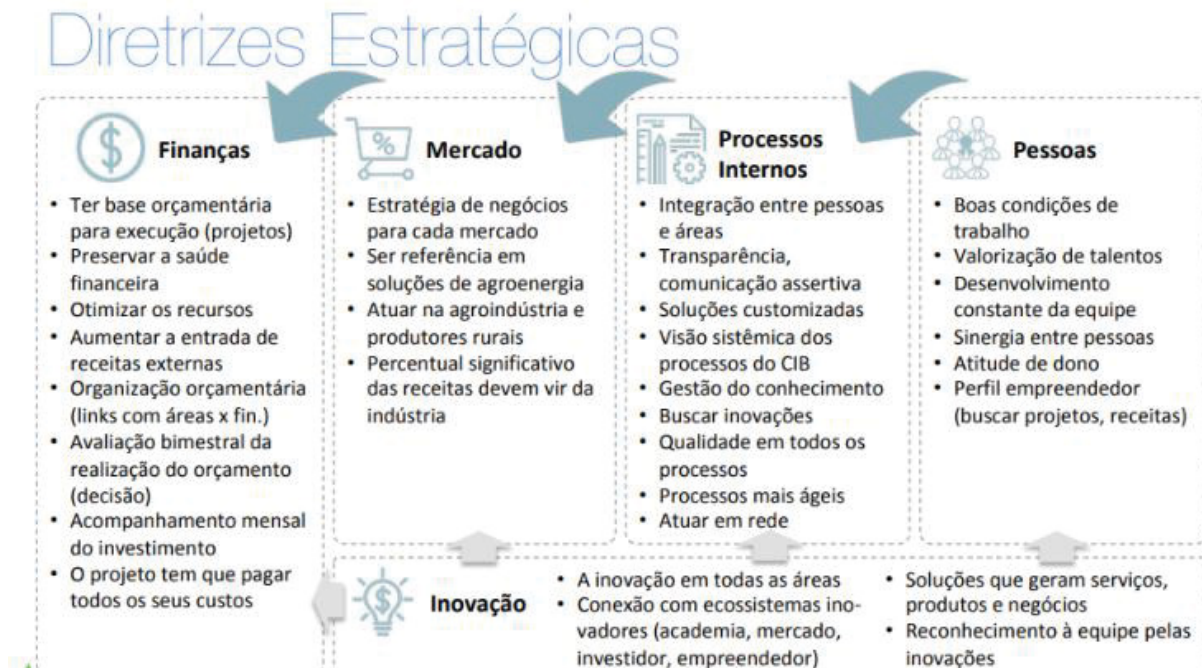 Diretrizes Estratégicas
$
Finanças
• Ter base orçamentária
para execução (projetos)
• Preservar a saúde
financeira
• Otimizar os recursos
• Aumentar a entrada de
receitas externas
• Organização orçamentária
(links com áreas x fin.)
• Avaliação bimestral da
realização do orçamento
(decisão)
• Acompanhamento mensal
do investimento
• O projeto tem que pagar
todos os seus custos
%
Mercado
• Estratégia de negócios
para cada mercado
• Ser referência em
soluções de agroenergia
• Atuar na agroindústria e
produtores rurais
• Percentual significativo
das receitas devem vir da
indústria
Processos
Internos
• Integração entre pessoas
e áreas
• Transparência,
comunicação assertiva
• Soluções customizadas
• Visão sistêmica dos
processos do CIB
• Gestão do conhecimento
• Buscar inovações
• Qualidade em todos os
processos
• Processos mais ágeis
• Atuar em rede
Pessoas
• Boas condições de
trabalho
• Valorização de talentos
• Desenvolvimento
constante da equipe
• Sinergia entre pessoas
• Atitude de dono
• Perfil empreendedor
(buscar projetos, receitas)
$
Inovação
• A inovação em todas as áreas
• Conexão com ecossistemas ino-
vadores (academia, mercado,
investidor, empreendedor)
• Soluções que geram serviços,
produtos e negócios
• Reconhecimento à equipe pelas
inovações